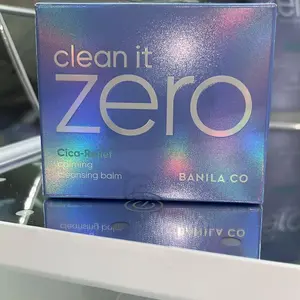 clean it
zero
Cica-Relief
calming
cleansing balm
BANILA CO